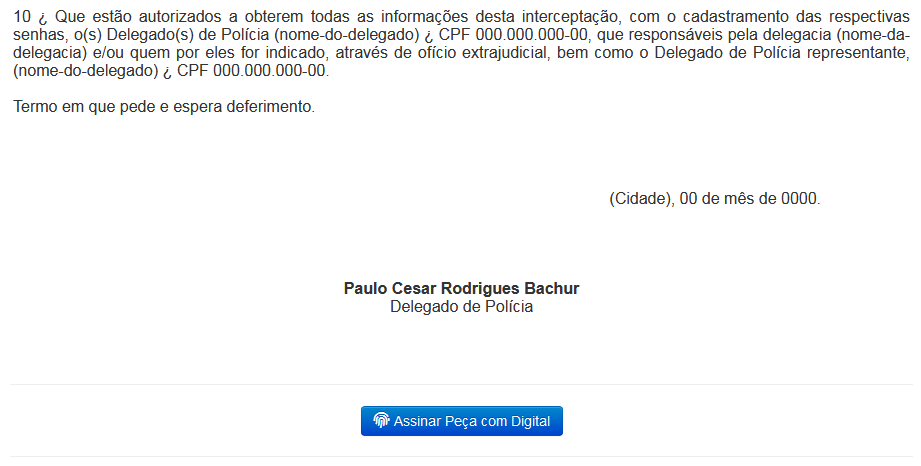 10 ¿ Que estão autorizados a obterem todas as informações desta interceptação, com o cadastramento das respectivas
senhas, o(s) Delegado(s) de Polícia (nome-do-delegado) ¿ CPF 000.000.000-00, que responsáveis pela delegacia (nome-da-
delegacia) e/ou quem por eles for indicado, através de ofício extrajudicial, bem como o Delegado de Polícia representante,
(nome-do-delegado) ¿ CPF 000.000.000-00.
Termo em que pede e espera deferimento.
(Cidade), 00 de mês de 0000.
Paulo Cesar Rodrigues Bachur
Delegado de Polícia
Assinar Peça com Digital